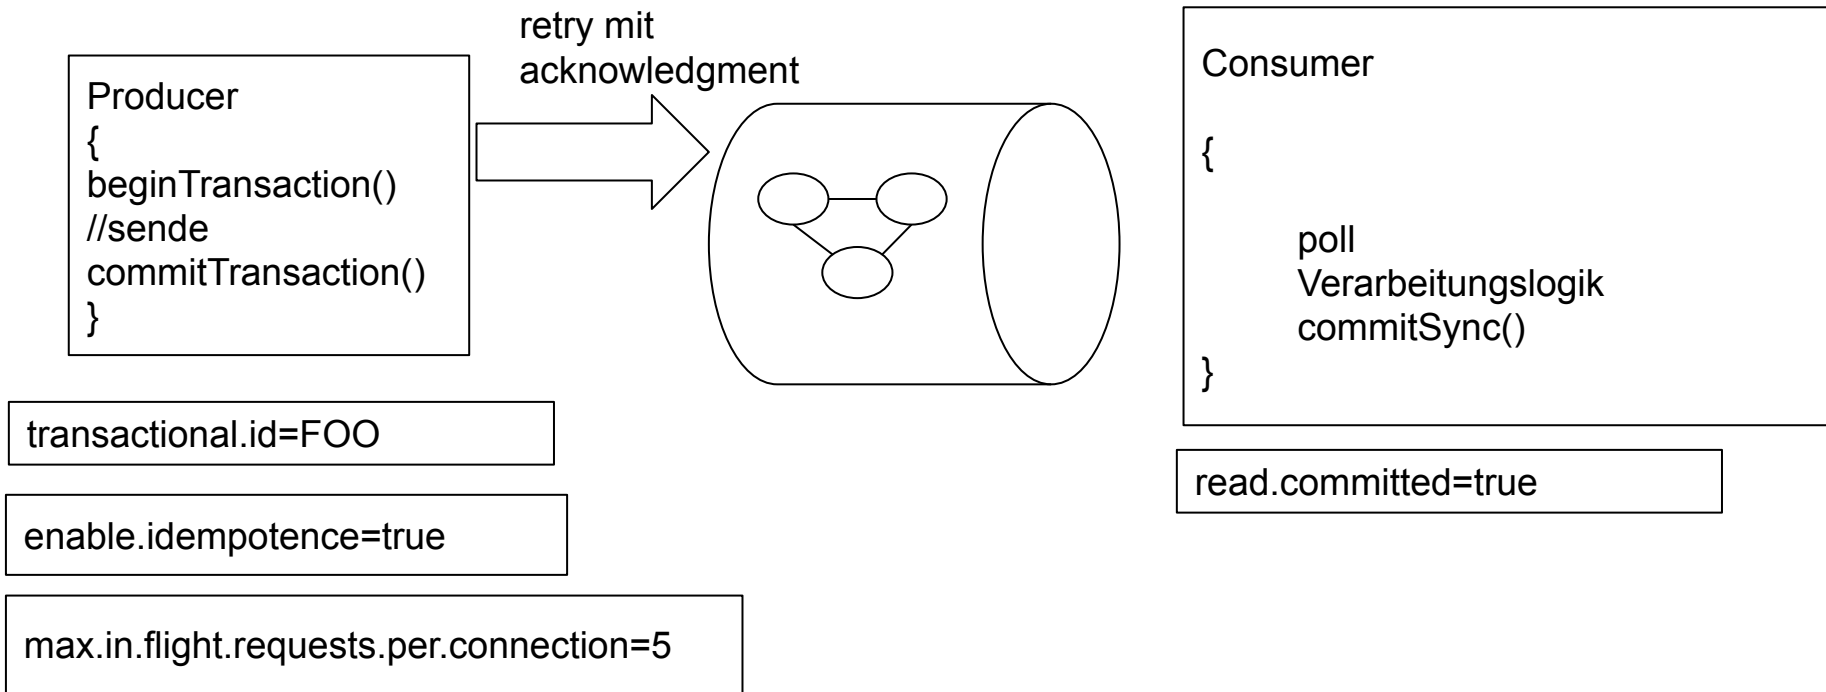 retry mit
acknowledgment
Producer
{
beginTransaction()
//sende
commitTransaction()
}
Consumer
{
poll
Verarbeitungslogik
commitSync()
}
transactional.id=FOO
enable.idempotence=true
max.in.flight.requests.per.connection=5
read.committed=true